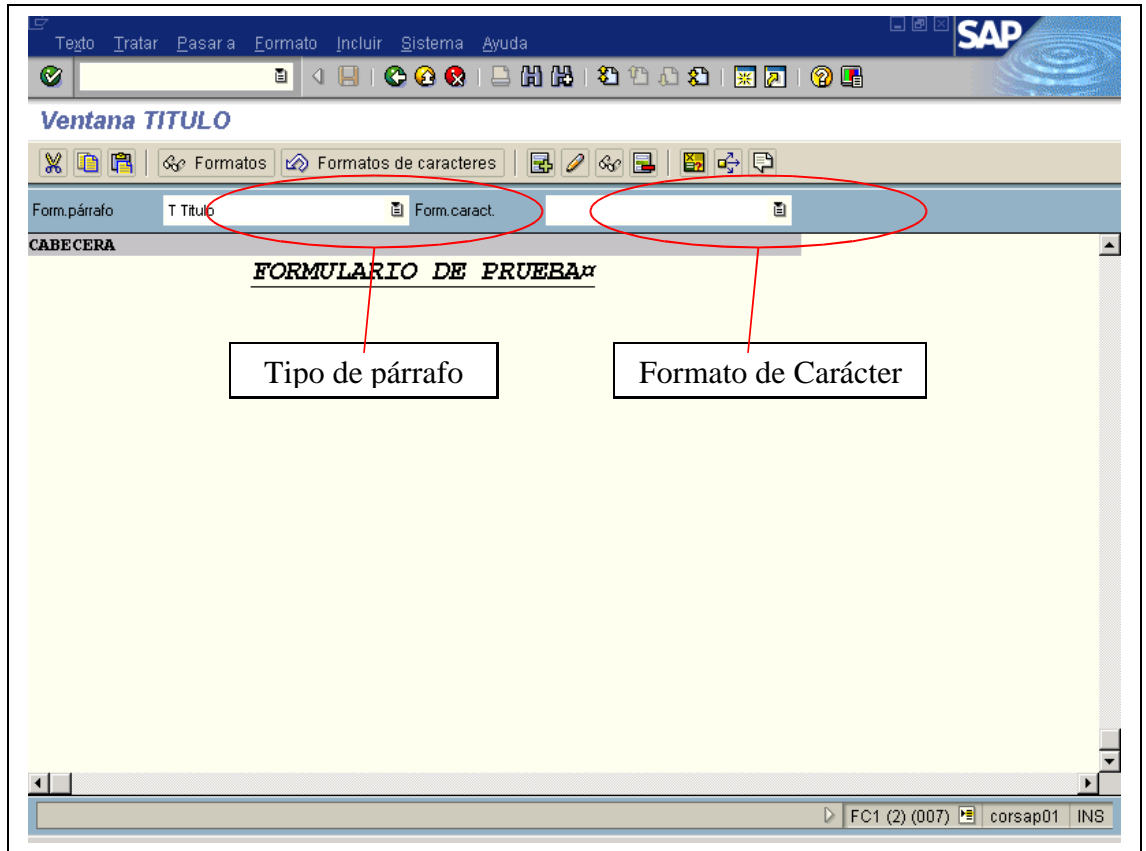 Texto Tratar Pasar a Formato Incluir Sistema Ayuda
SAP
Ventana TITULO
Formatos Formatos de caracteres
Form.párrafo T Titulo Form.caract.
CABECERA
FORMULARIO DE PRUEBA¤
Tipo de párrafo Formato de Carácter
FC1 (2) (007) corsap01 INS